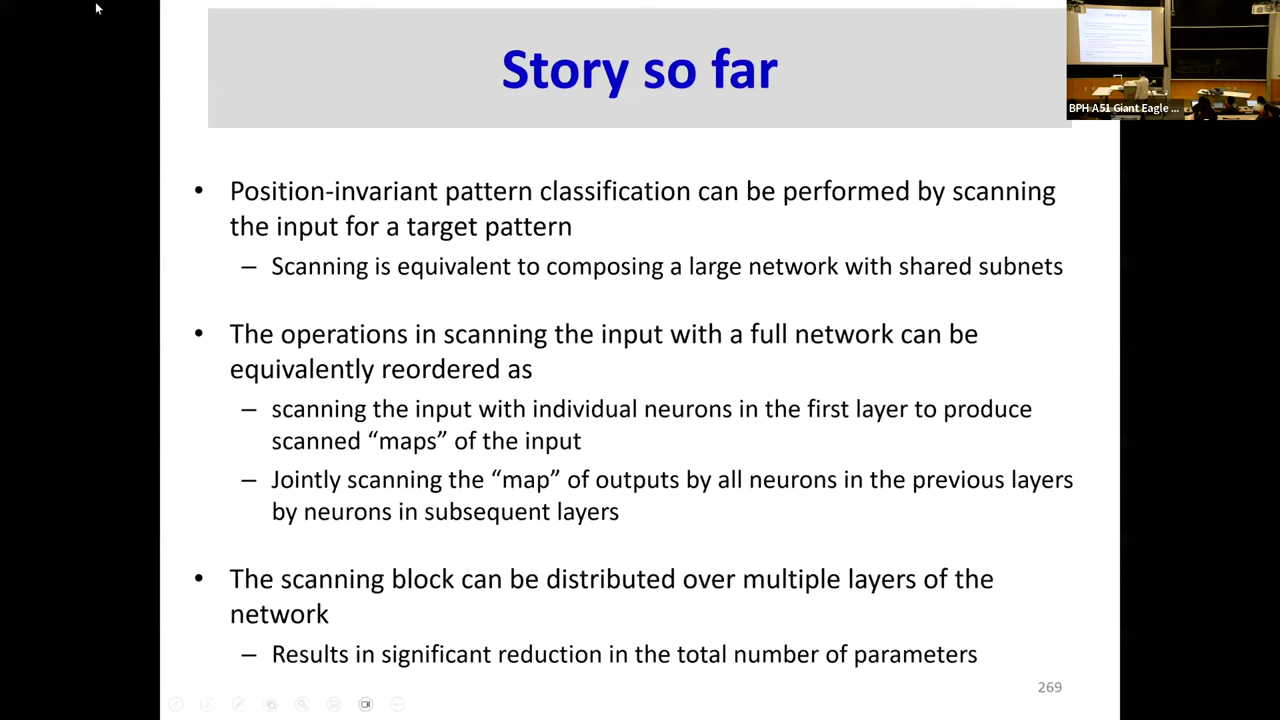 Story so far
BPH A51 Giant Eagle ...
• Position-invariant pattern classification can be performed by scanning
the input for a target pattern
– Scanning is equivalent to composing a large network with shared subnets
• The operations in scanning the input with a full network can be
equivalently reordered as
– scanning the input with individual neurons in the first layer to produce
scanned “maps” of the input
– Jointly scanning the “map” of outputs by all neurons in the previous layers
by neurons in subsequent layers
• The scanning block can be distributed over multiple layers of the
network
– Results in significant reduction in the total number of parameters
269